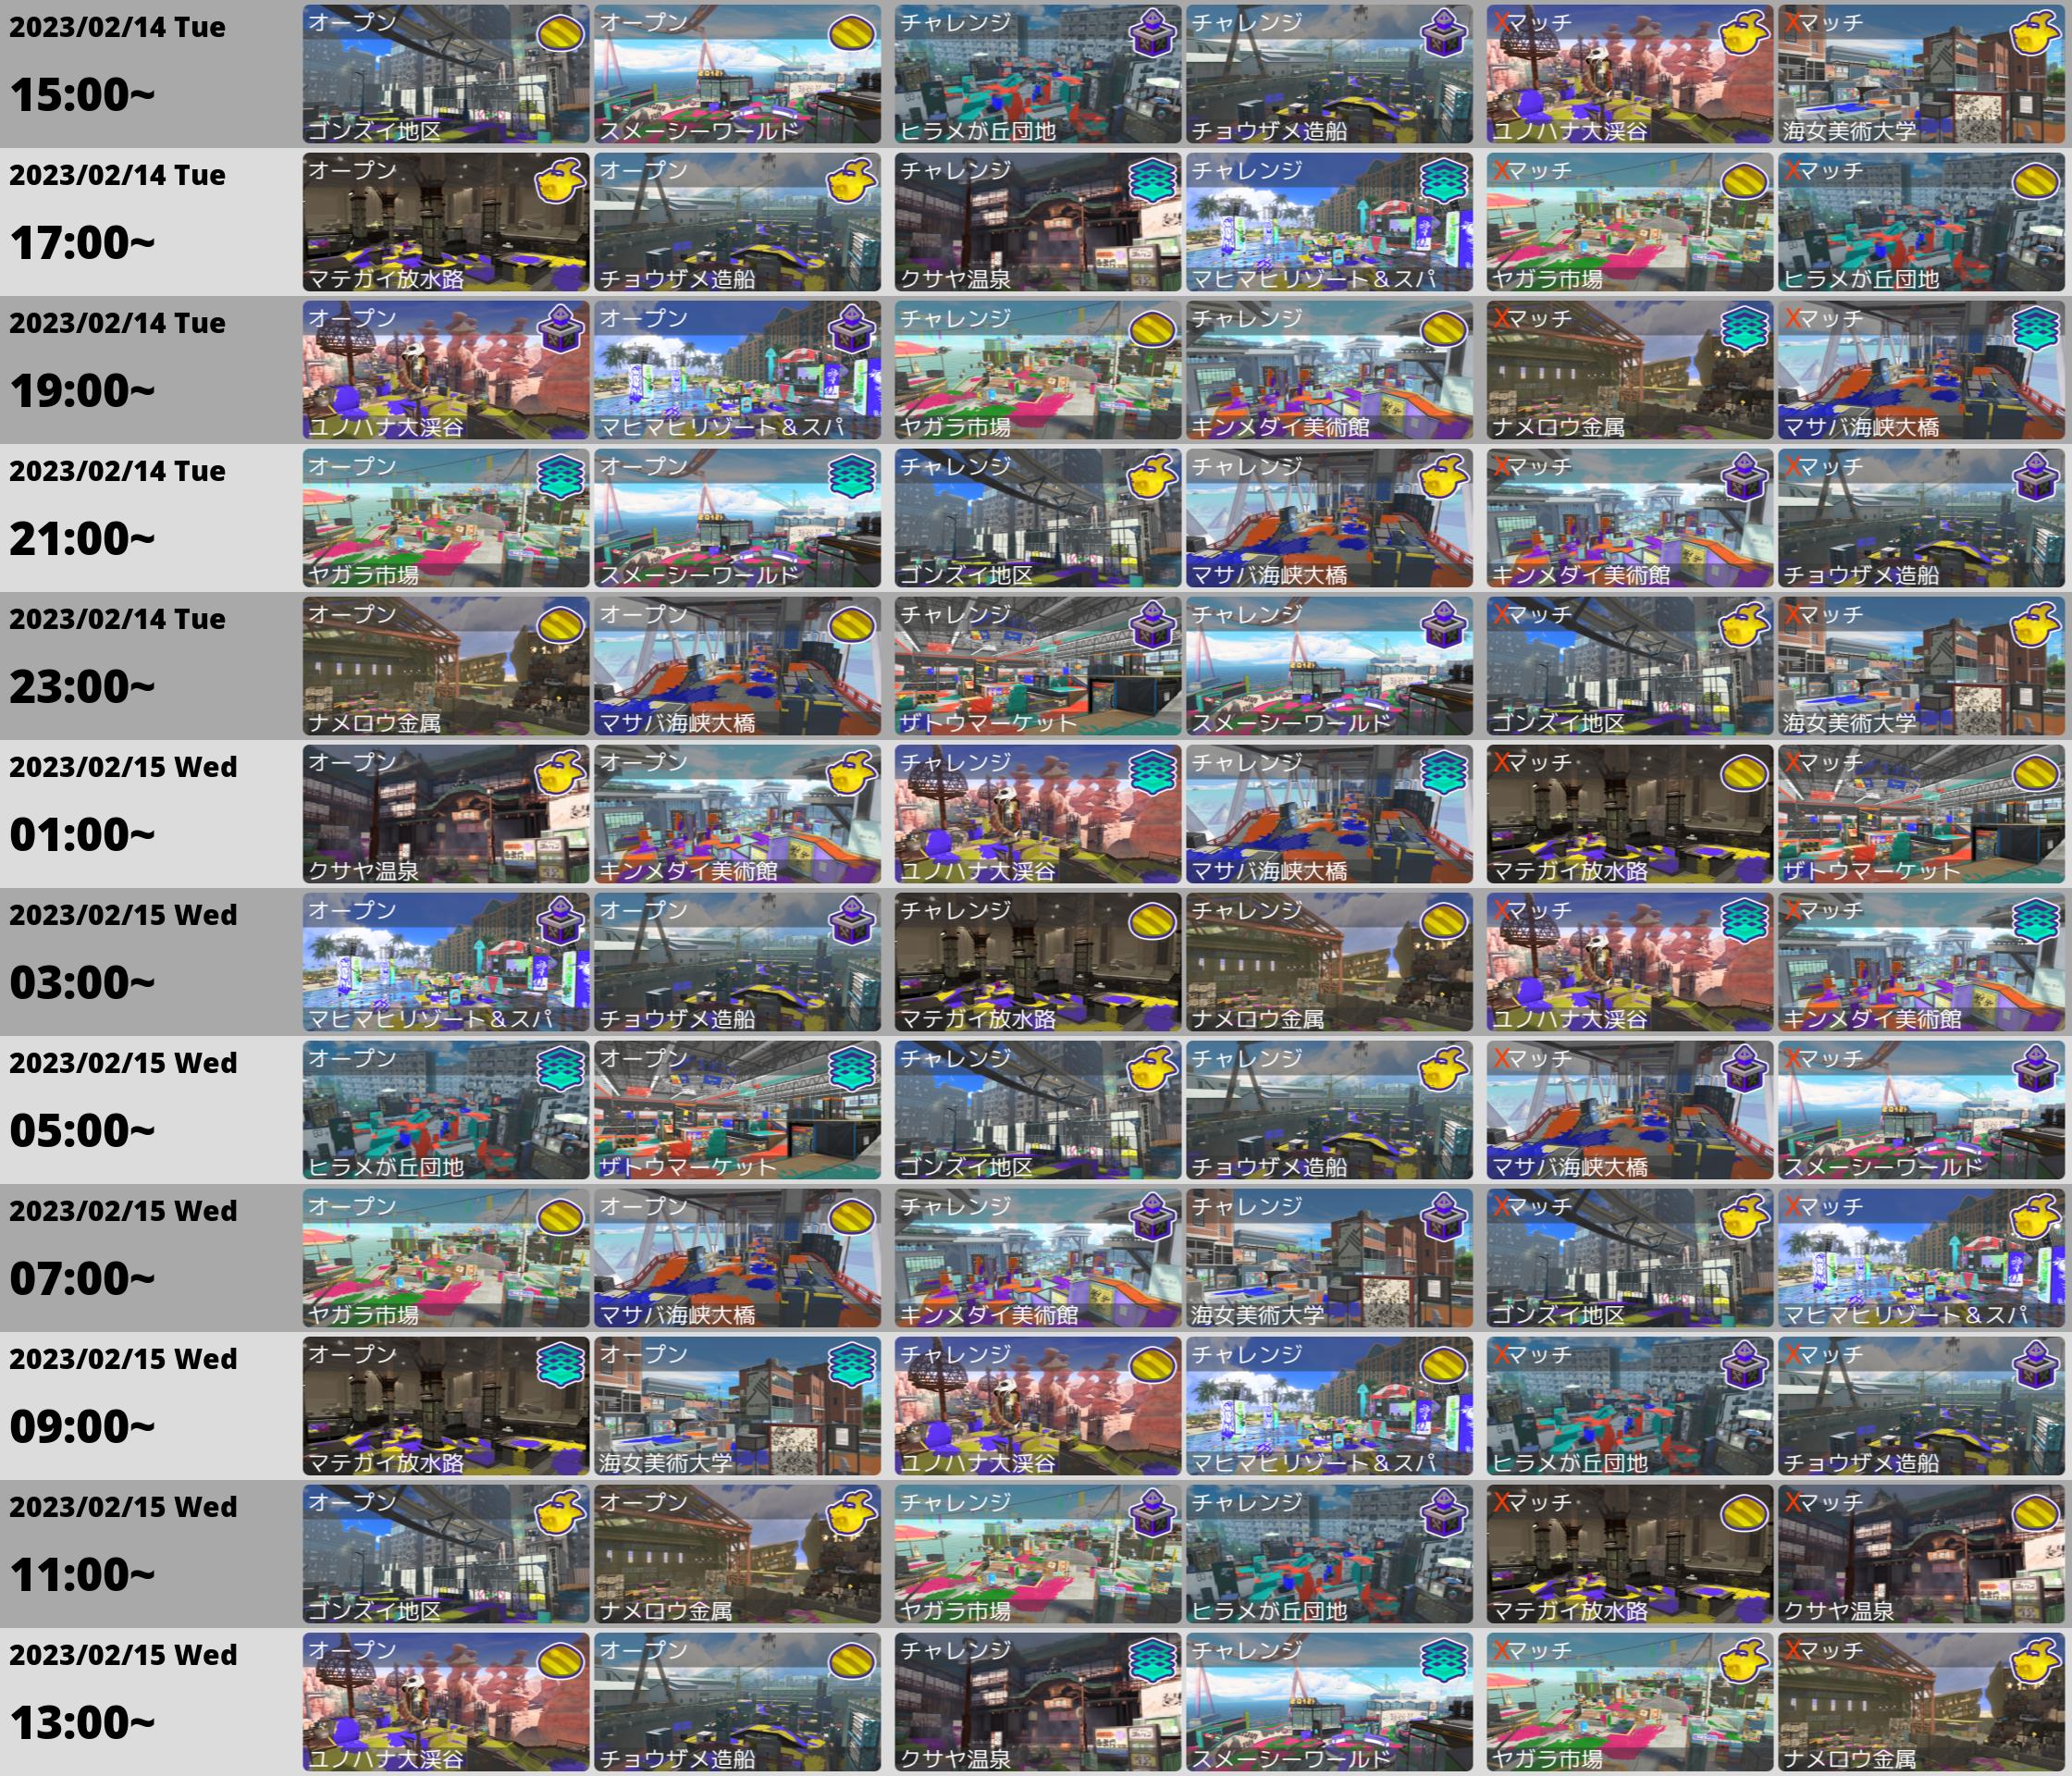 2023/02/14 Tue
15:00~
オープン オープン チャレンジ チャレンジ Xマッチ Xマッチ
ゴンズイ地区 スメーシーワールド ヒラメが丘団地 チョウザメ造船 ユノハナ大渓谷 海女美術大学
2023/02/14 Tue
17:00~
オープン オープン チャレンジ チャレンジ Xマッチ Xマッチ
マテガイ放水路 チョウザメ造船 クサヤ温泉 マヒマヒリゾート&スパ ヤガラ市場 ヒラメが丘団地
2023/02/14 Tue
19:00~
オープン オープン チャレンジ チャレンジ Xマッチ Xマッチ
ユノハナ大渓谷 マヒマヒリゾート&スパ ヤガラ市場 キンメダイ美術館 ナメロウ金属 マサバ海峡大橋
2023/02/14 Tue
21:00~
オープン オープン チャレンジ チャレンジ Xマッチ Xマッチ
ヤガラ市場 スメーシーワールド ゴンズイ地区 マサバ海峡大橋 キンメダイ美術館 チョウザメ造船
2023/02/14 Tue
23:00~
オープン オープン チャレンジ チャレンジ Xマッチ Xマッチ
ナメロウ金属 マサバ海峡大橋 ザトウマーケット スメーシーワールド ゴンズイ地区 海女美術大学
2023/02/15 Wed
01:00~
オープン オープン チャレンジ チャレンジ Xマッチ Xマッチ
クサヤ温泉 キンメダイ美術館 ユノハナ大渓谷 マサバ海峡大橋 マテガイ放水路 ザトウマーケット
2023/02/15 Wed
03:00~
オープン オープン チャレンジ チャレンジ Xマッチ Xマッチ
マヒマヒリゾート&スパ チョウザメ造船 マテガイ放水路 ナメロウ金属 ユノハナ大渓谷 キンメダイ美術館
2023/02/15 Wed
05:00~
オープン オープン チャレンジ チャレンジ Xマッチ Xマッチ
ヒラメが丘団地 ザトウマーケット ゴンズイ地区 チョウザメ造船 マサバ海峡大橋 スメーシーワールド
2023/02/15 Wed
07:00~
オープン オープン チャレンジ チャレンジ Xマッチ Xマッチ
ヤガラ市場 マサバ海峡大橋 キンメダイ美術館 海女美術大学 ゴンズイ地区 マヒマヒリゾート&スパ
2023/02/15 Wed
09:00~
オープン オープン チャレンジ チャレンジ Xマッチ Xマッチ
マテガイ放水路 海女美術大学 ユノハナ大渓谷 マヒマヒリゾート&スパ ヒラメが丘団地 チョウザメ造船
2023/02/15 Wed
11:00~
オープン オープン チャレンジ チャレンジ Xマッチ Xマッチ
ゴンズイ地区 ナメロウ金属 ヤガラ市場 ヒラメが丘団地 マテガイ放水路 クサヤ温泉
2023/02/15 Wed
13:00~
オープン オープン チャレンジ チャレンジ Xマッチ Xマッチ
ユノハナ大渓谷 チョウザメ造船 クサヤ温泉 スメーシーワールド ヤガラ市場 ナメロウ金属